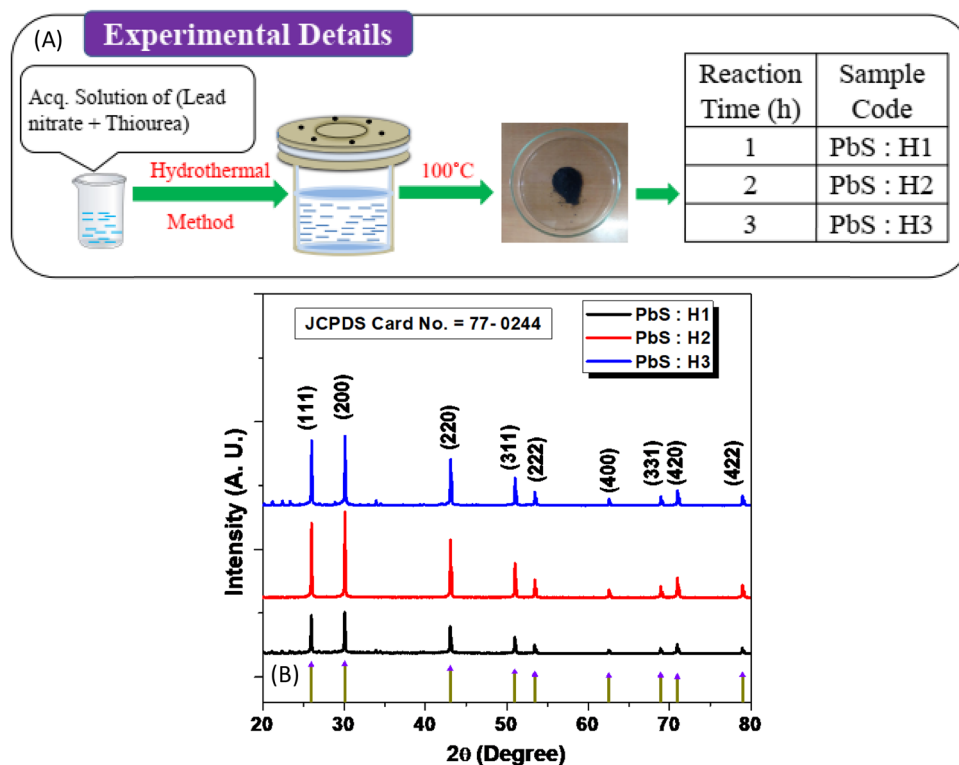 (A)
Experimental Details
Acq. Solution of (Lead
nitrate + Thiourea)
Hydrothermal
Method
100°C
Reaction Time (h) Sample Code
1 PbS : H1
2 PbS : H2
3 PbS : H3
JCPDS Card No. = 77- 0244
PbS : H1
PbS : H2
PbS : H3
(111) (200) (220) (311) (222) (400) (331) (420) (422)
Intensity (A. U.)
(B)
20 30 40 50 60 70 80
2θ (Degree)